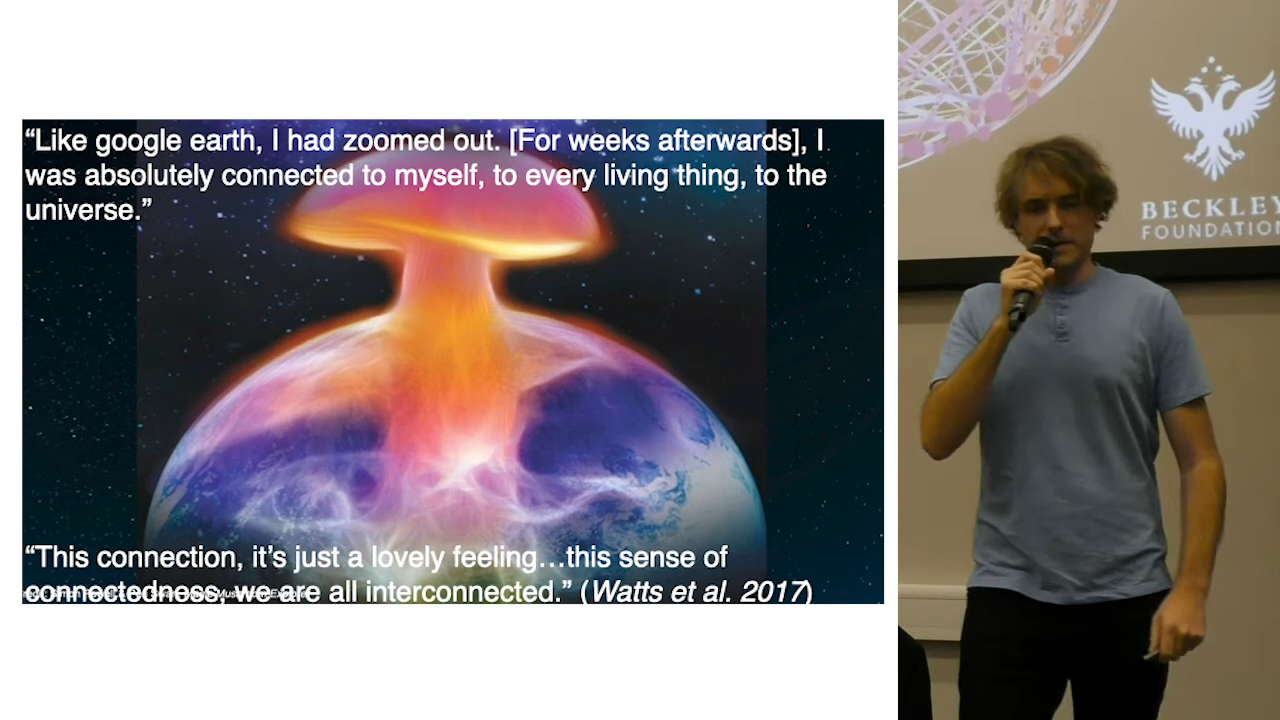 “Like google earth, I had zoomed out. [For weeks afterwards], I
was absolutely connected to myself, to every living thing, to the
universe.”
“This connection, it’s just a lovely feeling…this sense of
connectedness, we are all interconnected.” (Watts et al. 2017)
BECKLEY
FOUNDATION